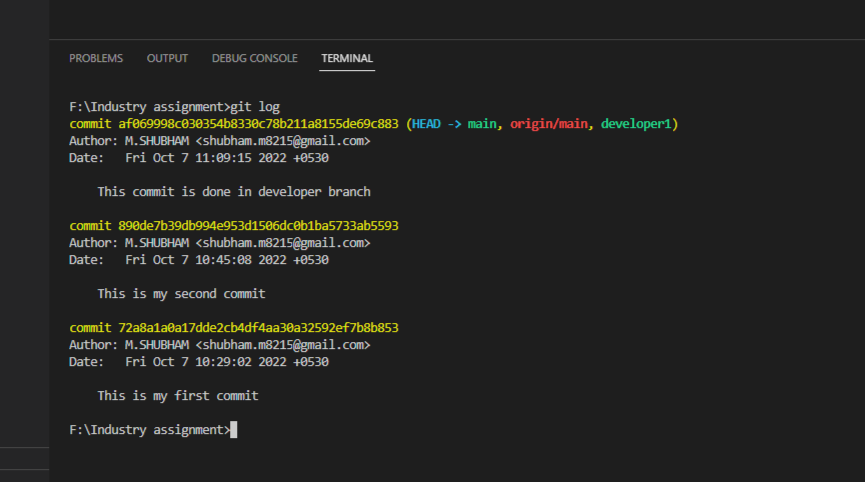 PROBLEMS OUTPUT DEBUG CONSOLE TERMINAL
F:\Industry assignment>git log
commit af069998c030354b8330c78b211a8155de69c883 (HEAD -> main, origin/main, developer1)
Author: M.SHUBHAM <shubham.m8215@gmail.com>
Date:   Fri Oct 7 11:09:15 2022 +0530
    This commit is done in developer branch
commit 890de7b39db994e953d1506dc0b1ba5733ab5593
Author: M.SHUBHAM <shubham.m8215@gmail.com>
Date:   Fri Oct 7 10:45:08 2022 +0530
    This is my second commit
commit 72a8a1a0a17dde2cb4df4aa30a32592ef7b8b853
Author: M.SHUBHAM <shubham.m8215@gmail.com>
Date:   Fri Oct 7 10:29:02 2022 +0530
    This is my first commit
F:\Industry assignment>